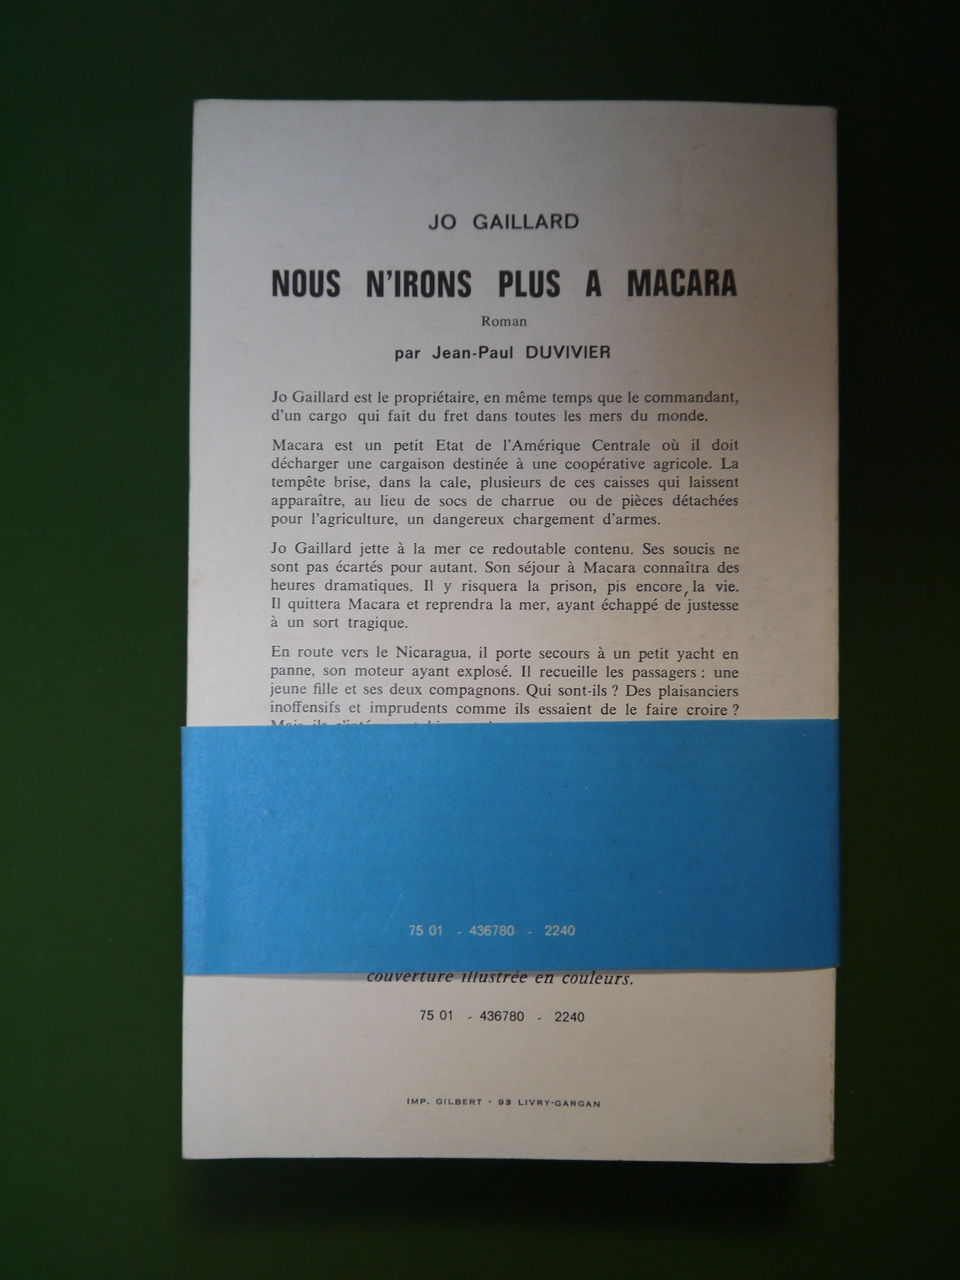 JO GAILLARD
NOUS N'IRONS PLUS A MACARA
Roman
par Jean-Paul DUVIVIER
Jo Gaillard est le propriétaire, en même temps que le commandant,
d'un cargo qui fait du fret dans toutes les mers du monde.
Macara est un petit Etat de l'Amérique Centrale où il doit
décharger une cargaison destinée à une coopérative agricole. La
tempête brise, dans la cale, plusieurs de ces caisses qui laissent
apparaître, au lieu de socs de charrue ou de pièces détachées
pour l'agriculture, un dangereux chargement d'armes.
Jo Gaillard jette à la mer ce redoutable contenu. Ses soucis ne
sont pas écartés pour autant. Son séjour à Macara connaîtra des
heures dramatiques. Il y risquera la prison, pis encore, la vie.
Il quittera Macara et reprendra la mer, ayant échappé de justesse
à un sort tragique.
En route vers le Nicaragua, il porte secours à un petit yacht en
panne, son moteur ayant explosé. Il recueille les passagers : une
jeune fille et ses deux compagnons. Qui sont-ils ? Des plaisanciers
inoffensifs et imprudents comme ils essaient de le faire croire ?
75 01 - 436780 - 2240
couverture illustrée en couleurs.
75 01 - 436780 - 2240
IMP. GILBERT - 93 LIVRY-GARGAN